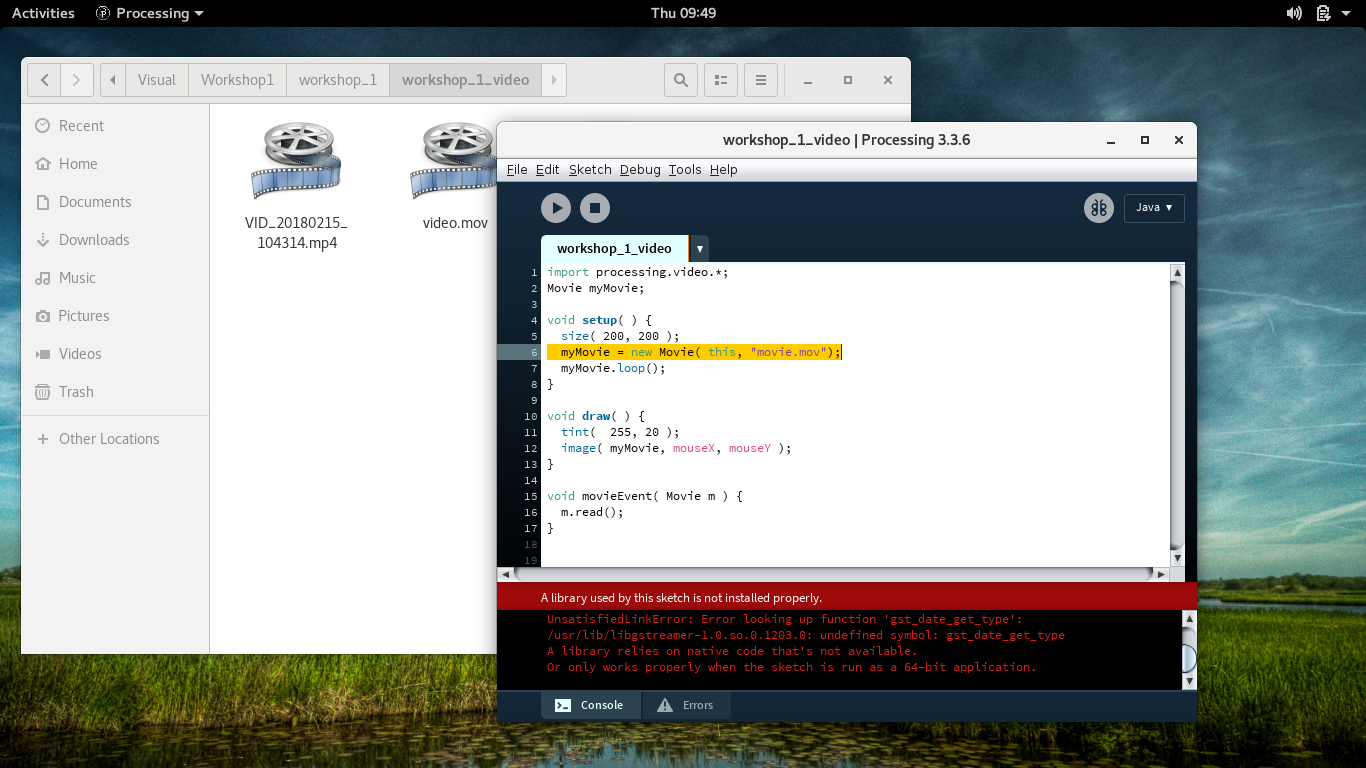 Activities
Processing
Thu 09:49
Visual
Workshop1
workshop_1
workshop_1_video
Recent
Home
Documents
Downloads
Music
Pictures
Videos
Trash
Other Locations
VID_20180215_
104314.mp4
video.mov
workshop_1_video | Processing 3.3.6
File Edit Sketch Debug Tools Help
Java
workshop_1_video
1 import processing.video.*;
2 Movie myMovie;
3
4 void setup( ) {
5 size( 200, 200 );
6 myMovie = new Movie( this, "movie.mov");
7 myMovie.loop();
8 }
9
10 void draw( ) {
11 tint(  255, 20 );
12 image( myMovie, mouseX, mouseY );
13 }
14
15 void movieEvent( Movie m ) {
16 m.read();
17 }
18
19
A library used by this sketch is not installed properly.
UnsatisfiedLinkError: Error looking up function 'gst_date_get_type':
/usr/lib/libgstreamer-1.0.so.0.1203.0: undefined symbol: gst_date_get_type
A library relies on native code that's not available.
Or only works properly when the sketch is run as a 64-bit application.
Console
Errors